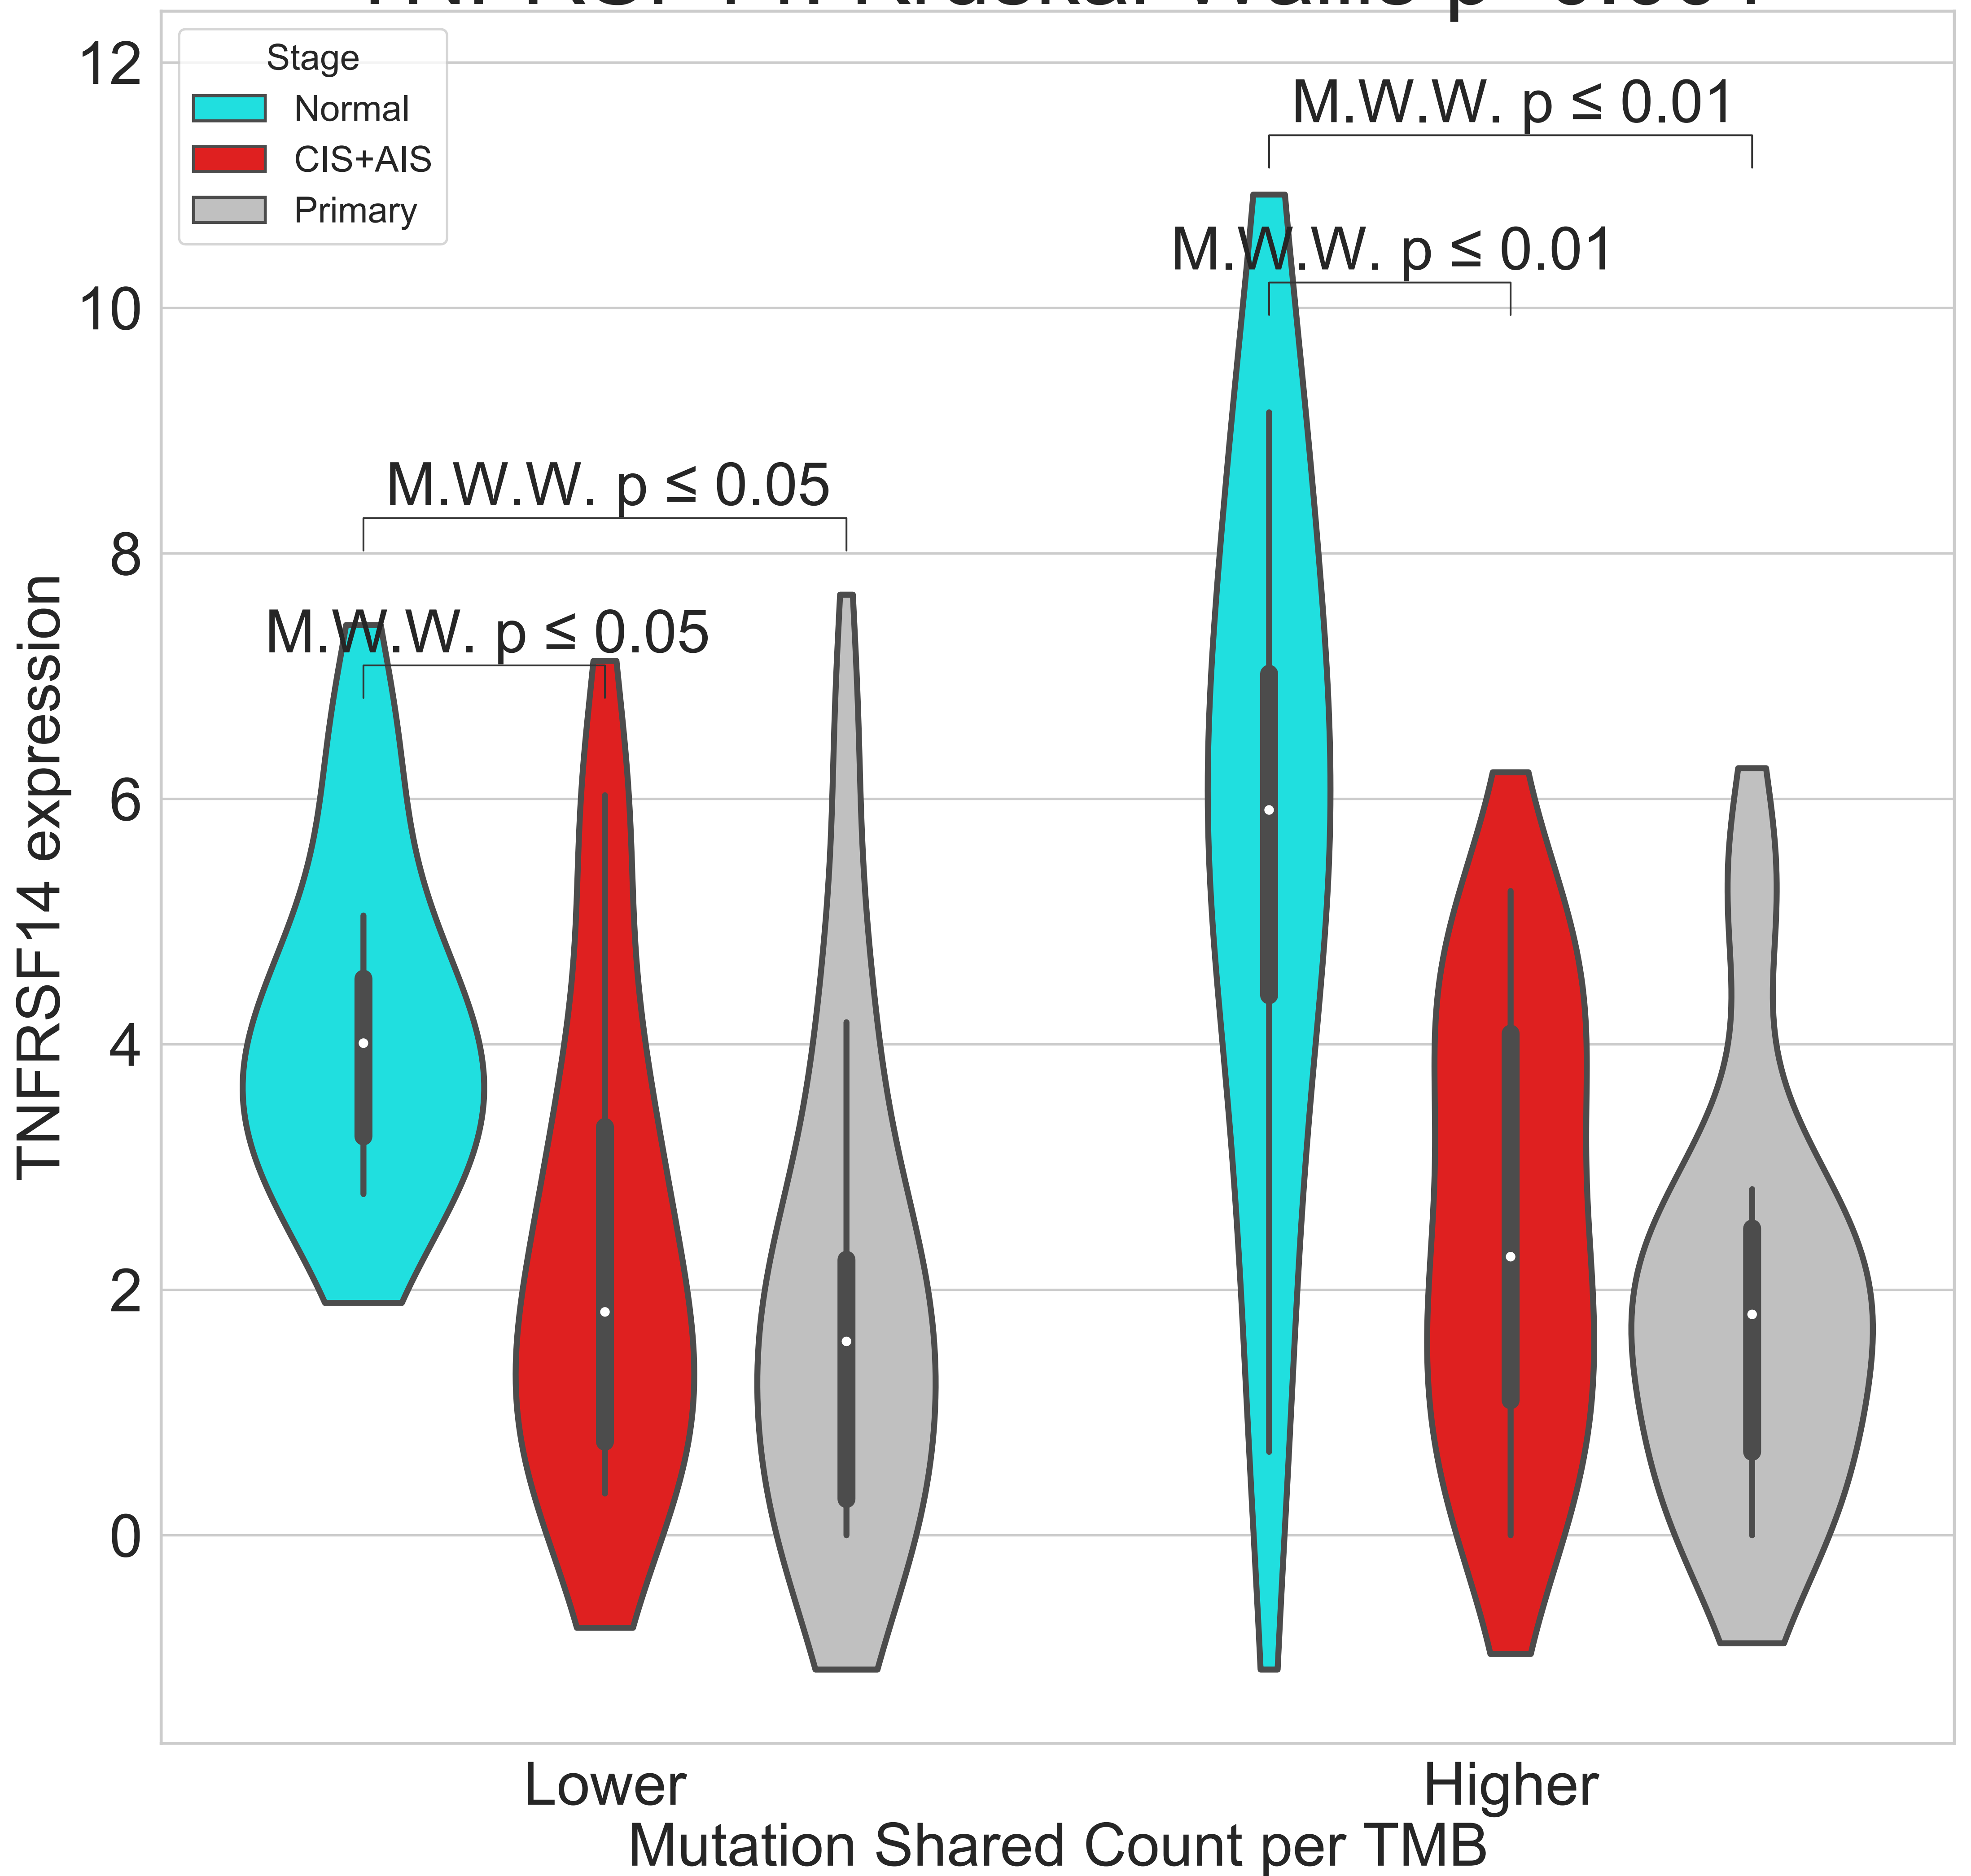 12
Stage
Normal
CIS+AIS
Primary
M.W.W. p ≤ 0.01
M.W.W. p ≤ 0.01
10
M.W.W. p ≤ 0.05
8
M.W.W. p ≤ 0.05
6
4
2
0
TNFRSF14 expression
Lower
Higher
Mutation Shared Count per TMB